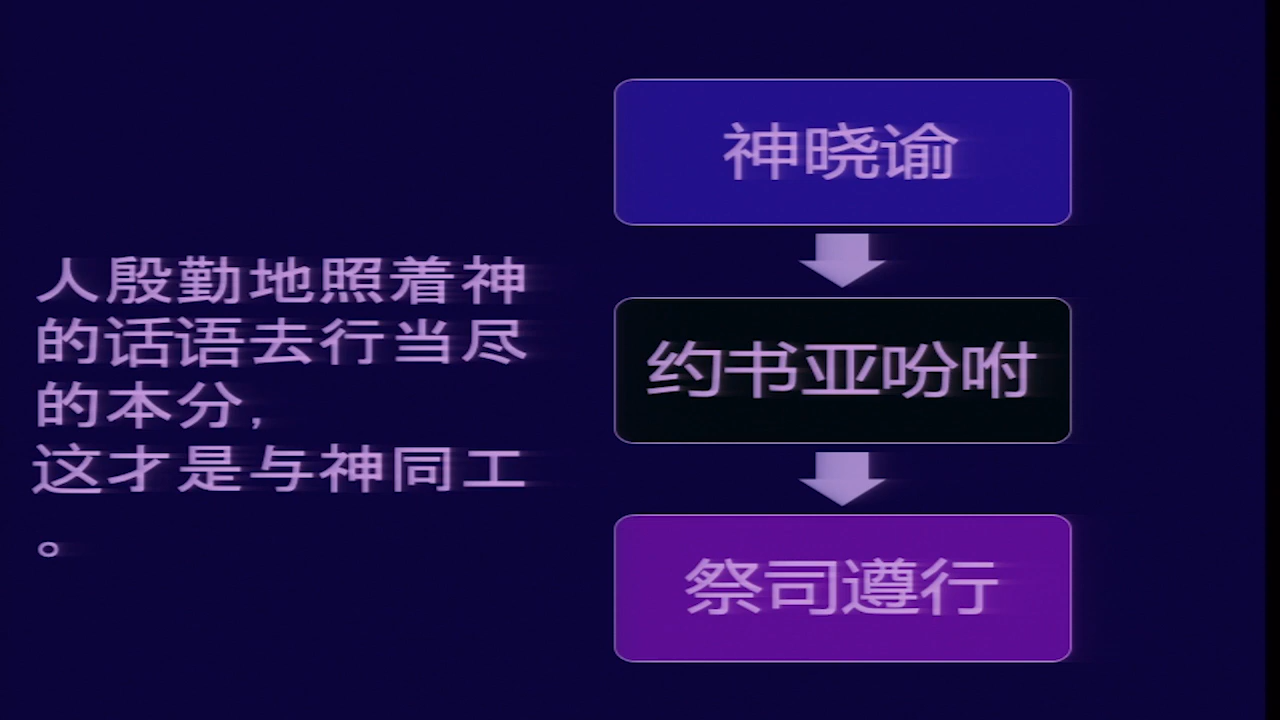 人殷勤地照着神
的话语去行当尽
的本分，
这才是与神同工
。
神晓谕
约书亚吩咐
祭司遵行